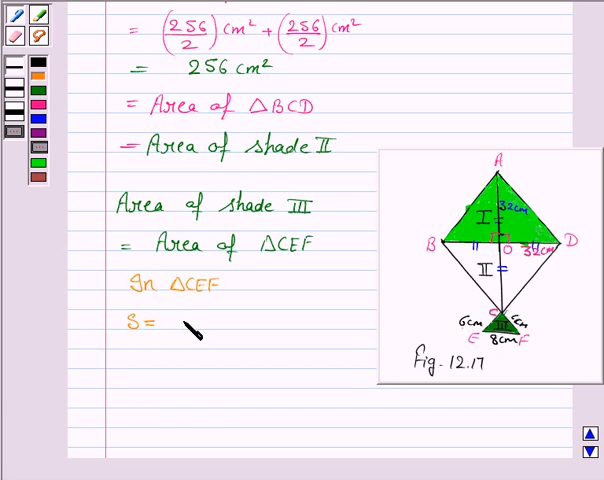 = (256/2) cm² + (256/2) cm²
= 256 cm²
= Area of △BCD
= Area of shade II
Area of shade III
= Area of △CEF
In △CEF
S =
A
32cm
I
B
O
D
32cm
II
C
6cm
6cm
III
E
8cm
F
Fig. 12.17